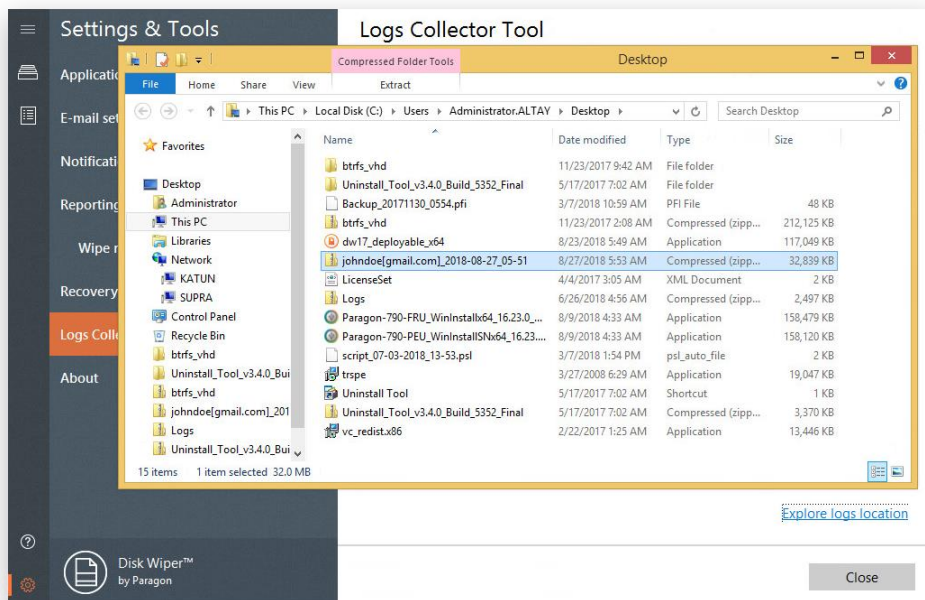 Settings & Tools
Logs Collector Tool
Compressed Folder Tools
Desktop
File Home Share View Extract
This PC Local Disk (C:) Users Administrator.ALTAY Desktop
Search Desktop
Applicatio
E-mail set
Notificati
Reporting
Wipe r
Recovery
Logs Colle
About
Favorites
Desktop
Administrator
This PC
Libraries
Network
KATUN
SUPRA
Control Panel
Recycle Bin
btrfs_vhd
Uninstall_Tool_v3.4.0_Bui
btrfs_vhd
johndoe[gmail.com]_201
Logs
Uninstall_Tool_v3.4.0_Bui
Name Date modified Type Size
btrfs_vhd 11/23/2017 9:42 AM File folder
Uninstall_Tool_v3.4.0_Build_5352_Final 5/17/2017 7:02 AM File folder
Backup_20171130_0554.pfi 3/7/2018 10:59 AM PFI File 48 KB
btrfs_vhd 11/23/2017 2:08 AM Compressed (zipp... 212,125 KB
dw17_deployable_x64 8/23/2018 5:49 AM Application 117,049 KB
johndoe[gmail.com]_2018-08-27_05-51 8/27/2018 5:53 AM Compressed (zipp... 32,839 KB
LicenseSet 4/4/2017 3:05 AM XML Document 2 KB
Logs 6/26/2018 4:56 AM Compressed (zipp... 2,497 KB
Paragon-790-FRU_WinInstallx64_16.23.0_... 8/9/2018 4:33 AM Application 158,479 KB
Paragon-790-PEU_WinInstallSNx64_16.23.... 8/9/2018 4:33 AM Application 158,120 KB
script_07-03-2018_13-53.psl 3/7/2018 1:54 PM psl_auto_file 2 KB
trspe 3/27/2008 6:29 AM Application 19,047 KB
Uninstall Tool 5/17/2017 7:02 AM Shortcut 1 KB
Uninstall_Tool_v3.4.0_Build_5352_Final 5/17/2017 7:02 AM Compressed (zipp... 3,370 KB
vc_redist.x86 2/22/2017 1:25 AM Application 13,446 KB
15 items 1 item selected 32.0 MB
Explore logs location
Disk Wiper™
by Paragon
Close